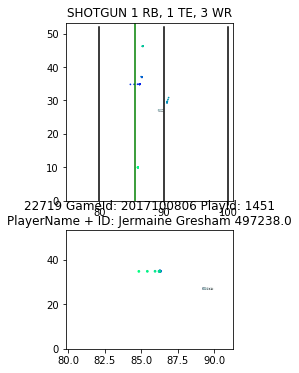 SHOTGUN 1 RB, 1 TE, 3 WR
50
40
30
20
10
0
80 90 100
22719 GameId: 2017100806 PlayId: 1451
PlayerName + ID: Jermaine Gresham 497238.0
40
20
0
80.0 82.5 85.0 87.5 90.0